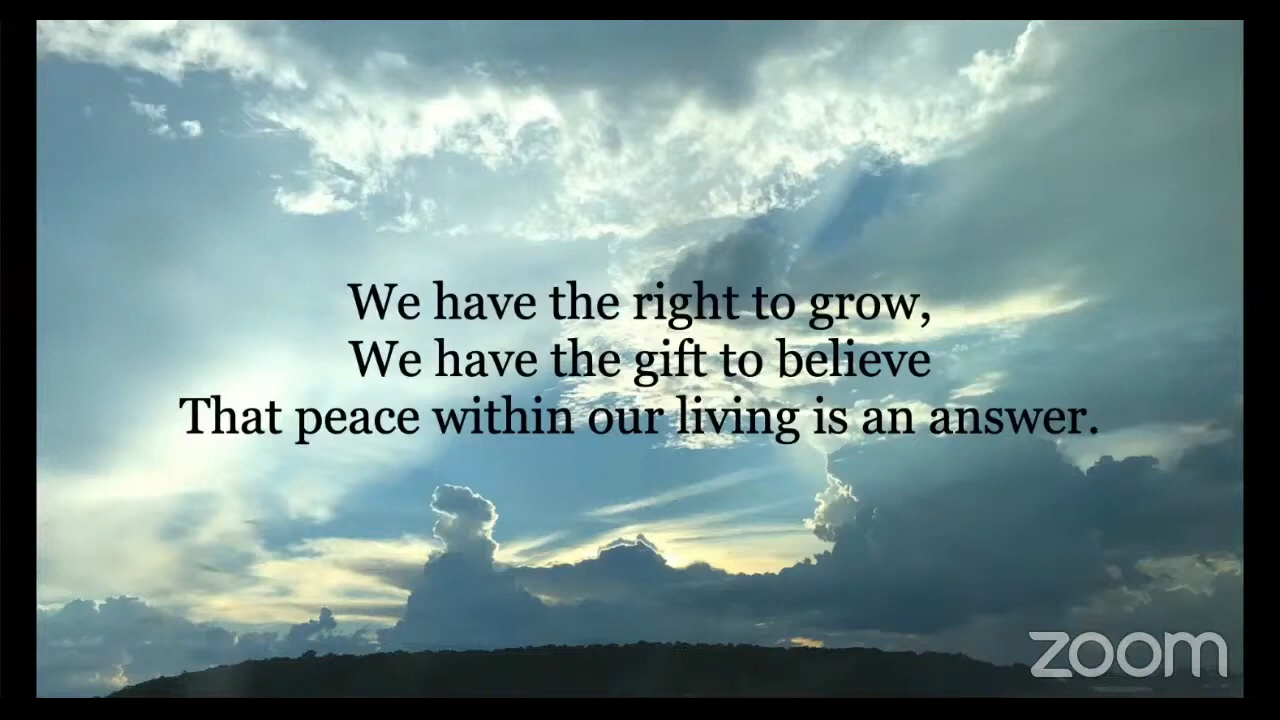 We have the right to grow,
We have the gift to believe
That peace within our living is an answer.
zoom